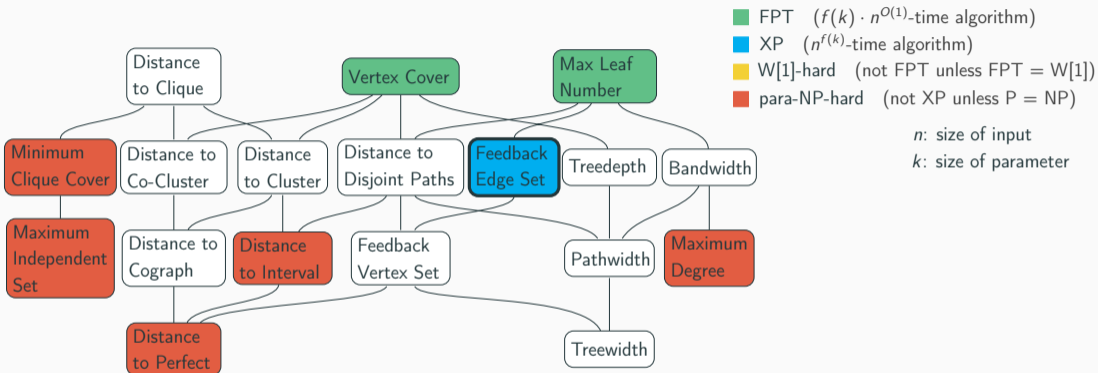 FPT (f(k) · n^{O(1)}-time algorithm)
XP (n^{f(k)}-time algorithm)
W[1]-hard (not FPT unless FPT = W[1])
para-NP-hard (not XP unless P = NP)
n: size of input
k: size of parameter
Distance
to Clique
Vertex Cover
Max Leaf
Number
Minimum
Clique Cover
Distance to
Co-Cluster
Distance
to Cluster
Distance to
Disjoint Paths
Feedback
Edge Set
Treedepth
Bandwidth
Maximum
Independent
Set
Distance to
Cograph
Distance
to Interval
Feedback
Vertex Set
Pathwidth
Maximum
Degree
Distance
to Perfect
Treewidth